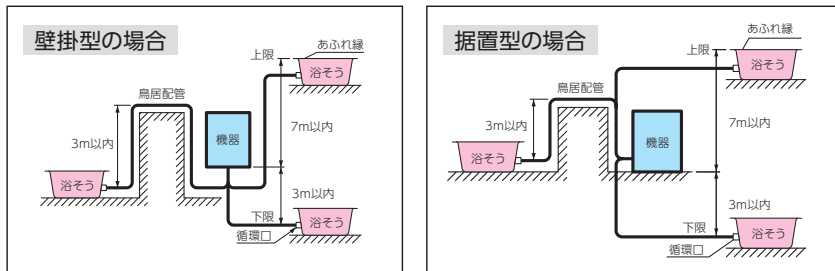 壁掛型の場合
あふれ縁
上限
浴そう
鳥居配管
3m以内
機器
7m以内
浴そう
3m以内
下限
浴そう
循環口
据置型の場合
あふれ縁
上限
浴そう
鳥居配管
3m以内
7m以内
機器
浴そう
3m以内
下限
浴そう
循環口